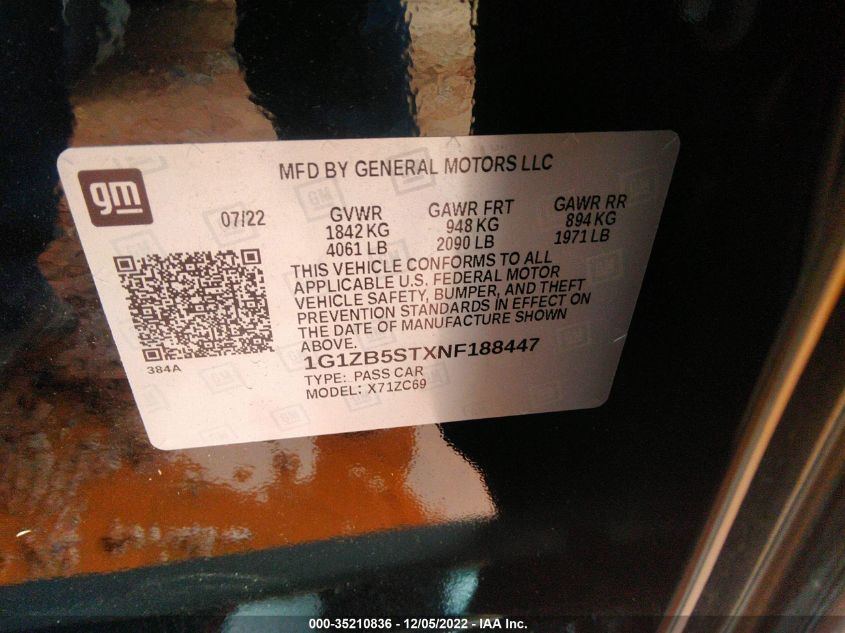 gm
MFD BY GENERAL MOTORS LLC
07/22
GVWR
1842 KG
4061 LB
GAWR FRT
948 KG
2090 LB
GAWR RR
894 KG
1971 LB
THIS VEHICLE CONFORMS TO ALL
APPLICABLE U.S. FEDERAL MOTOR
VEHICLE SAFETY, BUMPER, AND THEFT
PREVENTION STANDARDS IN EFFECT ON
THE DATE OF MANUFACTURE SHOWN
ABOVE.
384A
1G1ZB5STXNF188447
TYPE: PASS CAR
MODEL: X71ZC69
000-35210836 - 12/05/2022 - IAA Inc.